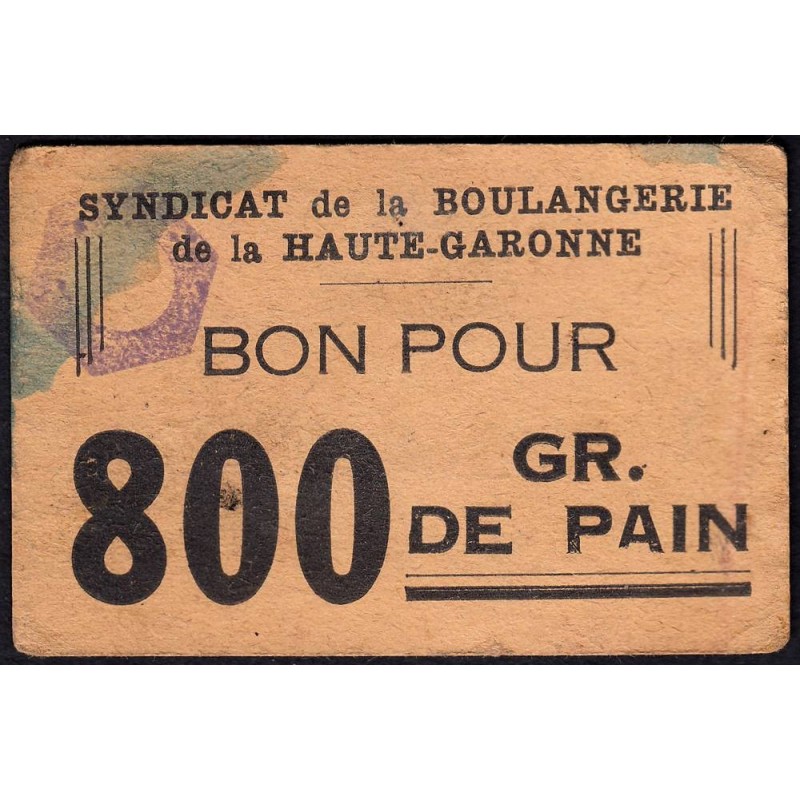 SYNDICAT de la BOULANGERIE
de la HAUTE-GARONNE
BON POUR
800 GR.
DE PAIN